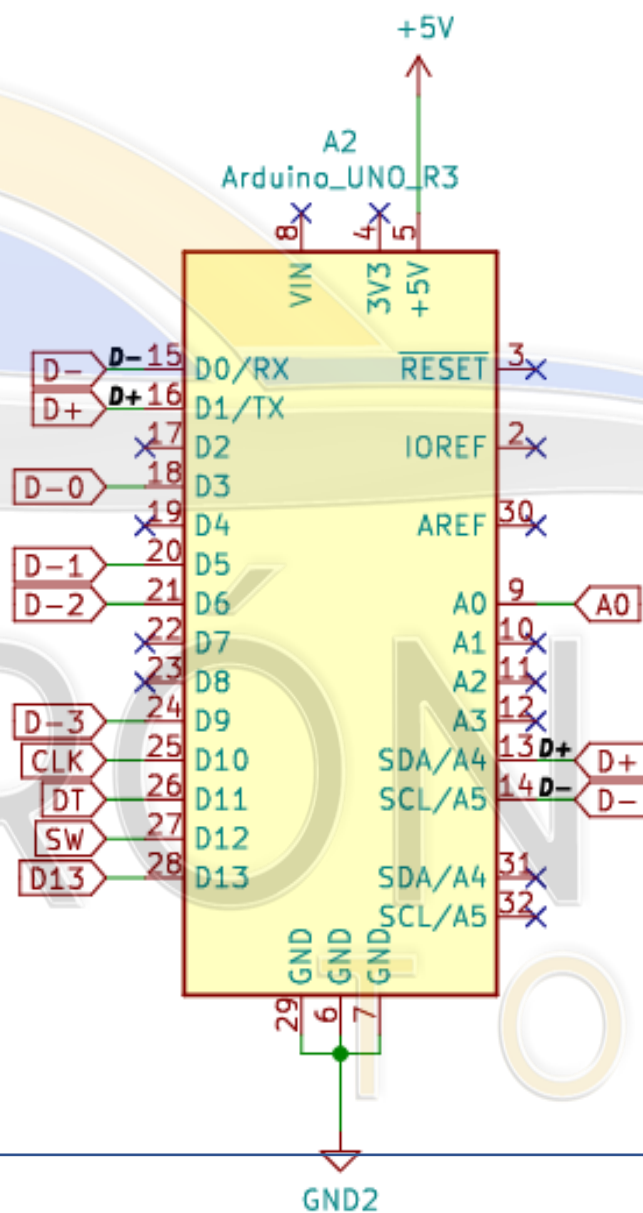 +5V
A2
Arduino_UNO_R3
8 4 5
VIN 3V3 +5V
D- D- 15 D0/RX RESET 3
D+ D+ 16 D1/TX
17 D2 IOREF 2
D-0 18 D3
19 D4 AREF 30
D-1 20 D5
D-2 21 D6 A0 9 A0
22 D7 A1 10
23 D8 A2 11
D-3 24 D9 A3 12
CLK 25 D10 SDA/A4 13 D+ D+
DT 26 D11 SCL/A5 14 D- D-
SW 27 D12
D13 28 D13 SDA/A4 31
SCL/A5 32
GND GND GND
29 6 7
GND2
RÓN
TO